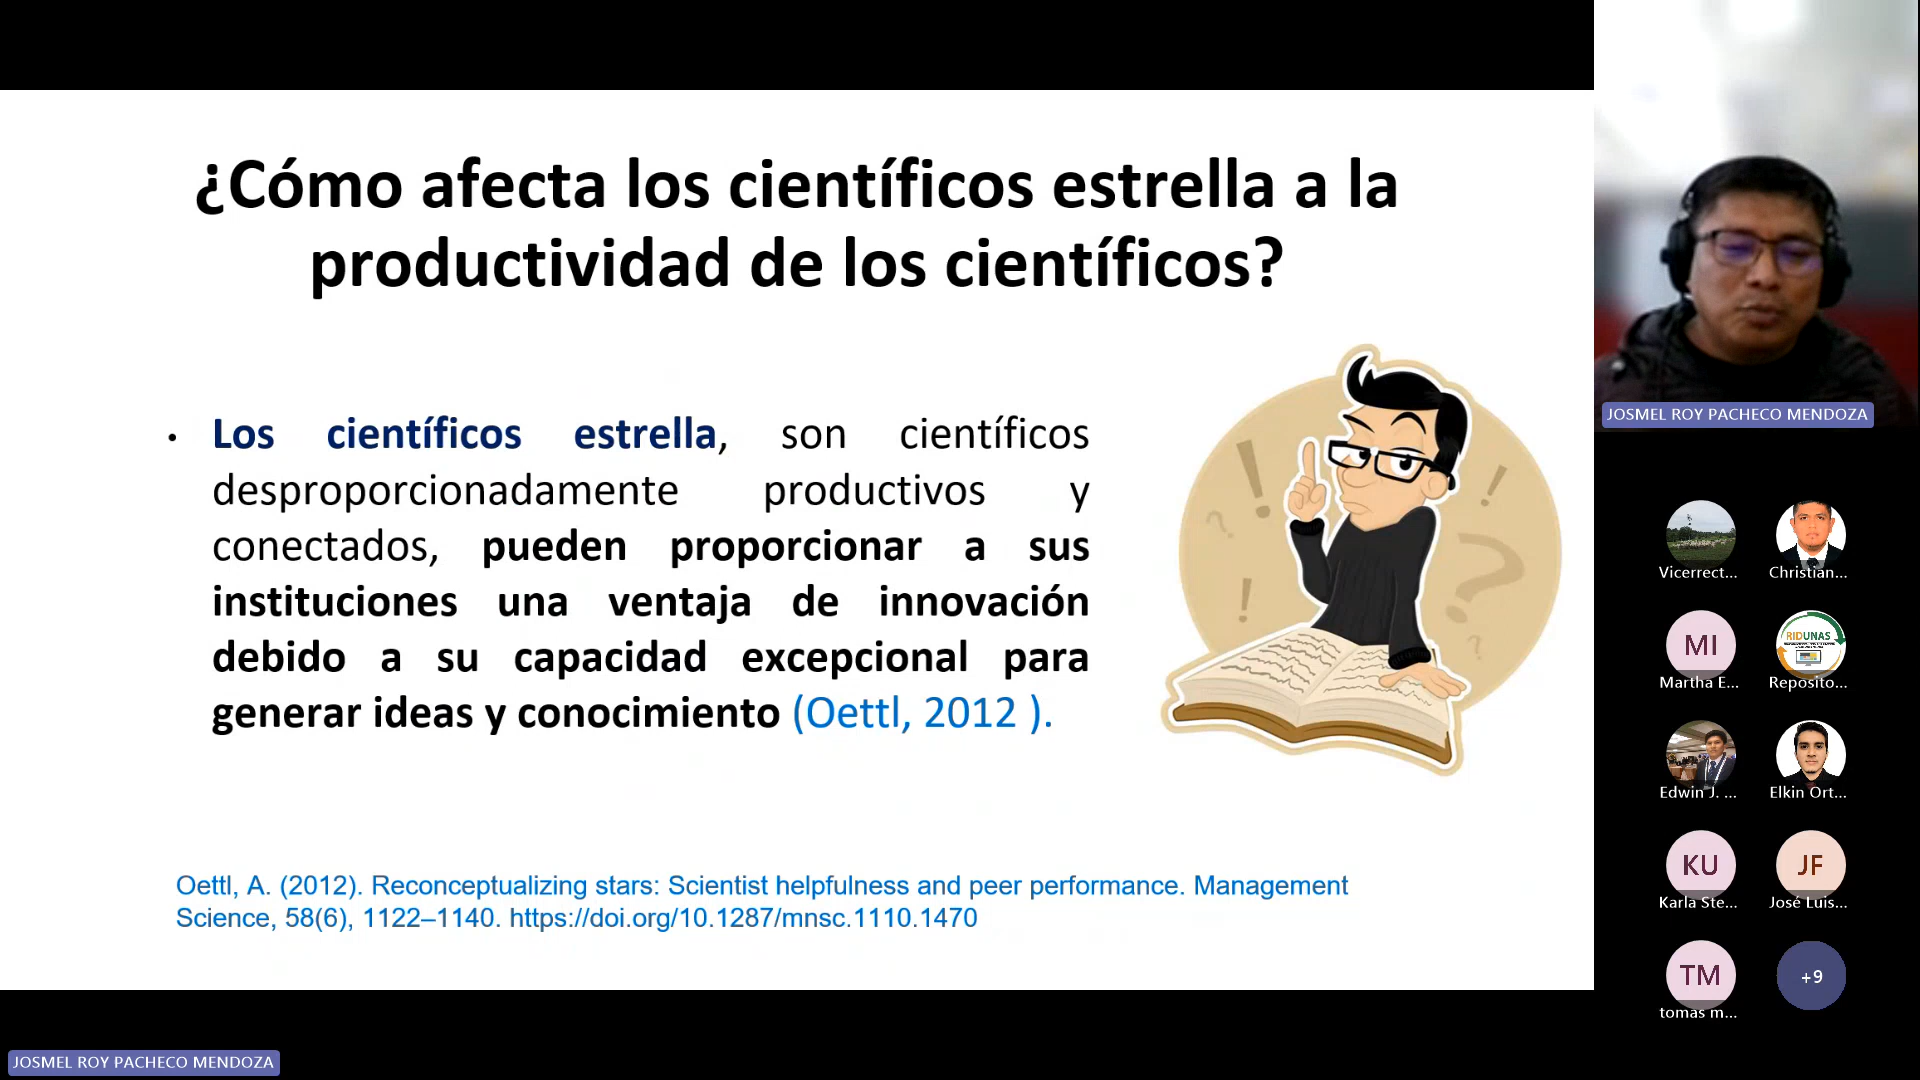 ¿Cómo afecta los científicos estrella a la
productividad de los científicos?
• Los científicos estrella, son científicos
desproporcionadamente productivos y
conectados, pueden proporcionar a sus
instituciones una ventaja de innovación
debido a su capacidad excepcional para
generar ideas y conocimiento (Oettl, 2012 ).
Oettl, A. (2012). Reconceptualizing stars: Scientist helpfulness and peer performance. Management
Science, 58(6), 1122–1140. https://doi.org/10.1287/mnsc.1110.1470
JOSMEL ROY PACHECO MENDOZA
JOSMEL ROY PACHECO MENDOZA
Vicerrect...
Christian...
MI
Martha E...
RIDUNAS
Reposito...
Edwin J. ...
Elkin Ort...
KU
Karla Ste...
JF
José Luis...
TM
tomas m...
+9